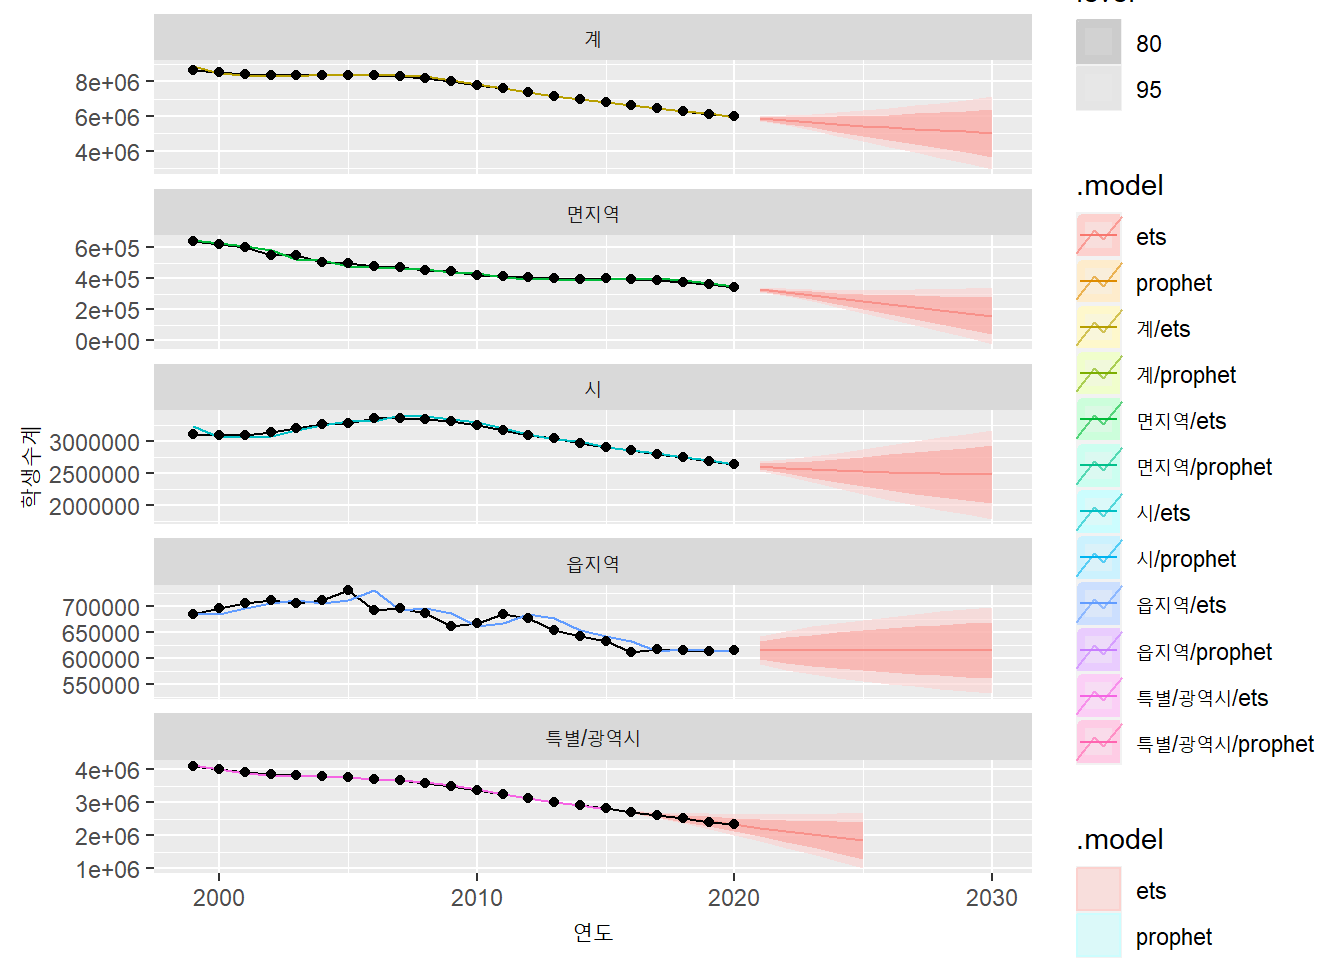 계
8e+06
6e+06
4e+06
면지역
6e+05
4e+05
2e+05
0e+00
시
3000000
2500000
2000000
읍지역
700000
650000
600000
550000
특별/광역시
4e+06
3e+06
2e+06
1e+06
2000
2010
2020
2030
연도
학생수계
level
80
95
.model
ets
prophet
계/ets
계/prophet
면지역/ets
면지역/prophet
시/ets
시/prophet
읍지역/ets
읍지역/prophet
특별/광역시/ets
특별/광역시/prophet
.model
ets
prophet